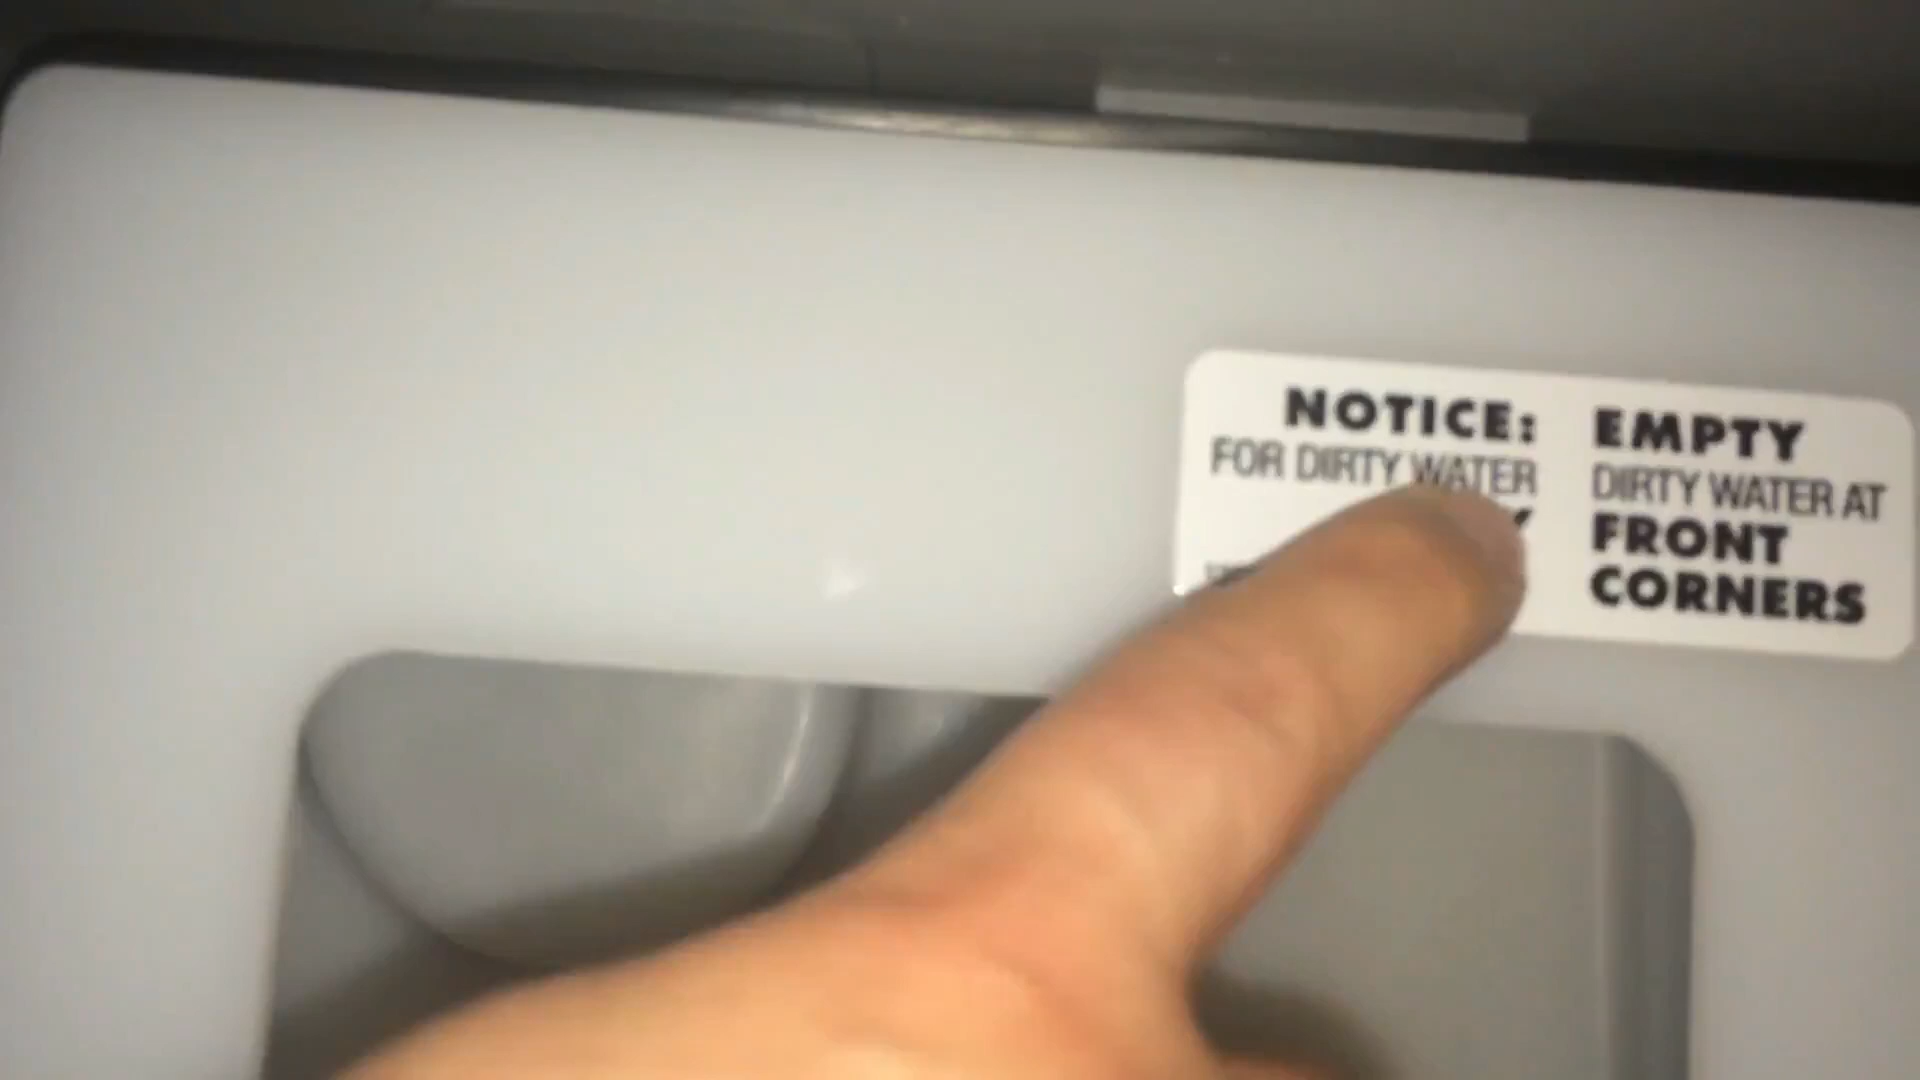 NOTICE:
FOR DIRTY WATER
EMPTY
DIRTY WATER AT
FRONT
CORNERS